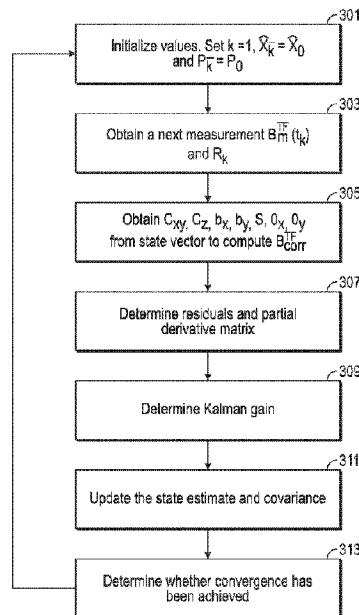 301
Initialize values. Set k =1, X̂k̄ = X̂0
and Pk̄ = P0
303
Obtain a next measurement Bm^TF (tk)
and Rk
305
Obtain Cxy, Cz, bx, by, S, 0x, 0y
from state vector to compute Bcorr^TF
307
Determine residuals and partial
derivative matrix
309
Determine Kalman gain
311
Update the state estimate and covariance
313
Determine whether convergence has
been achieved